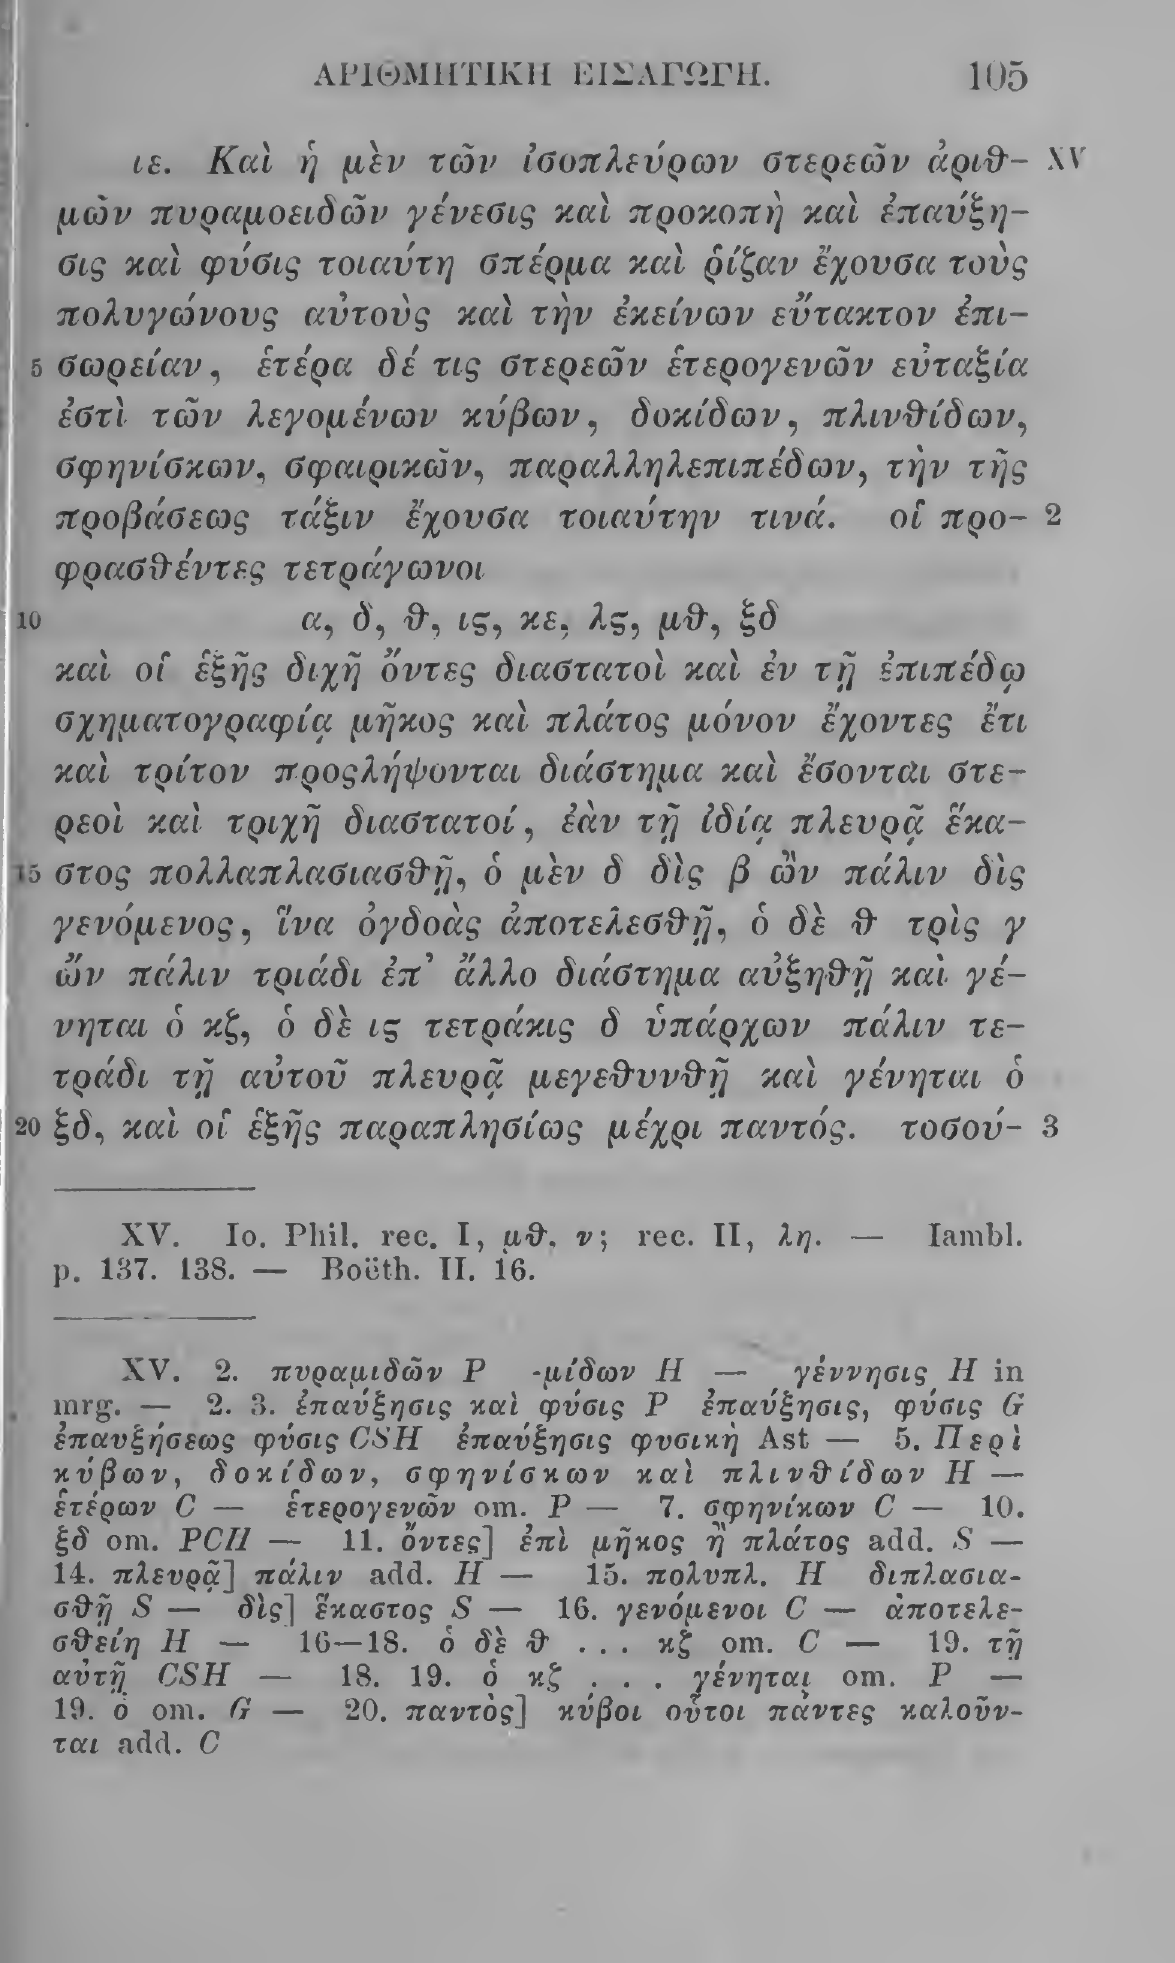 ΑΡΙΘΜΗΤΙΚΗ ΕΙΣΑΓΩΓΗ. 105
ιε. Καὶ ἡ μὲν τῶν ἰσοπλεύρων στερεῶν ἀριθ- XV
μῶν πυραμοειδῶν γένεσις καὶ προκοπὴ καὶ ἐπαύξη-
σις καὶ φύσις τοιαύτη σπέρμα καὶ ῥίζαν ἔχουσα τοὺς
πολυγώνους αὐτοὺς καὶ τὴν ἐκείνων εὔτακτον ἐπι-
5 σωρείαν, ἑτέρα δέ τις στερεῶν ἑτερογενῶν εὐταξία
ἐστὶ τῶν λεγομένων κύβων, δοκίδων, πλινθίδων,
σφηνίσκων, σφαιρικῶν, παραλληλεπιπέδων, τὴν τῆς
προβάσεως τάξιν ἔχουσα τοιαύτην τινά. οἱ προ- 2
φρασθέντες τετράγωνοι
10 α, δ, θ, ις, κε, λς, μθ, ξδ
καὶ οἱ ἑξῆς διχῆ ὄντες διαστατοὶ καὶ ἐν τῇ ἐπιπέδῳ
σχηματογραφίᾳ μῆκος καὶ πλάτος μόνον ἔχοντες ἔτι
καὶ τρίτον προςλήψονται διάστημα καὶ ἔσονται στε-
ρεοὶ καὶ τριχῆ διαστατοί, ἐὰν τῇ ἰδίᾳ πλευρᾷ ἕκα-
15 στος πολλαπλασιασθῇ, ὁ μὲν δ δὶς β ὢν πάλιν δὶς
γενόμενος, ἵνα ὀγδοὰς ἀποτελεσθῇ, ὁ δὲ θ τρὶς γ
ὢν πάλιν τριάδι ἐπ᾽ ἄλλο διάστημα αὐξηθῇ καὶ γέ-
νηται ὁ κζ, ὁ δὲ ις τετράκις δ ὑπάρχων πάλιν τε-
τράδι τῇ αὐτοῦ πλευρᾷ μεγεθυνθῇ καὶ γένηται ὁ
20 ξδ, καὶ οἱ ἑξῆς παραπλησίως μέχρι παντός. τοσού- 3
XV. Io. Phil. rec. I, μθ. ν; rec. II, λη. — Iambl.
p. 137. 138. — Boëth. II. 16.
XV. 2. πυραμιδῶν P -μίδων H — γέννησις H in
mrg. — 2. 3. ἐπαύξησις καὶ φύσις P ἐπαύξησις, φύσις G
ἐπαυξήσεως φύσις CSH ἐπαύξησις φυσικὴ Ast — 5. Περὶ
κύβων, δοκίδων, σφηνίσκων καὶ πλινθίδων H —
ἑτέρων C — ἑτερογενῶν om. P — 7. σφηνίκων C — 10.
ξδ om. PCH — 11. ὄντες] ἐπὶ μῆκος ἢ πλάτος add. S —
14. πλευρᾷ] πάλιν add. H — 15. πολυπλ. H διπλασια-
σθῇ S — δὶς] ἕκαστος S — 16. γενόμενοι C — ἀποτελε-
σθείη H — 16—18. ὁ δὲ θ . . . κζ om. C — 19. τῇ
αὐτῇ CSH — 18. 19. ὁ κζ . . . γένηται om. P —
19. ὁ om. G — 20. παντὸς] κύβοι οὗτοι πάντες καλοῦν-
ται add. C